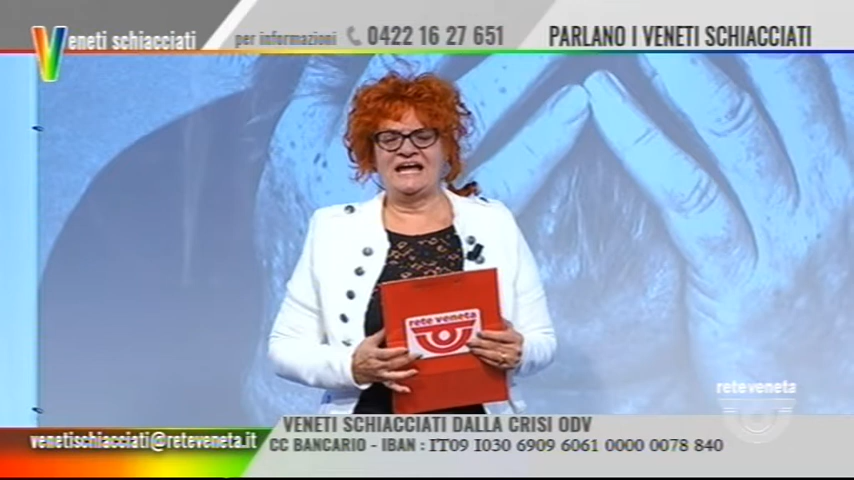 Veneti schiacciati
per informazioni 0422 16 27 651
PARLANO I VENETI SCHIACCIATI
rete veneta
reteveneta
VENETI SCHIACCIATI DALLA CRISI ODV
venetischiacciati@reteveneta.it
CC BANCARIO - IBAN : IT09 I030 6909 6061 0000 0078 840